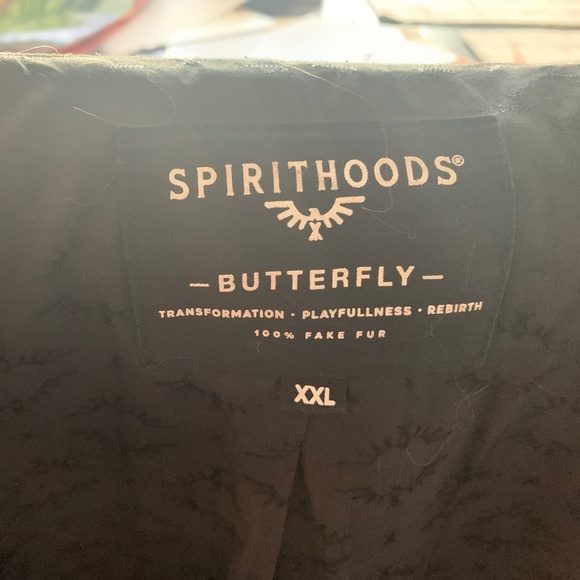 SPIRITHOODS®
—BUTTERFLY—
TRANSFORMATION · PLAYFULLNESS · REBIRTH
100% FAKE FUR
XXL